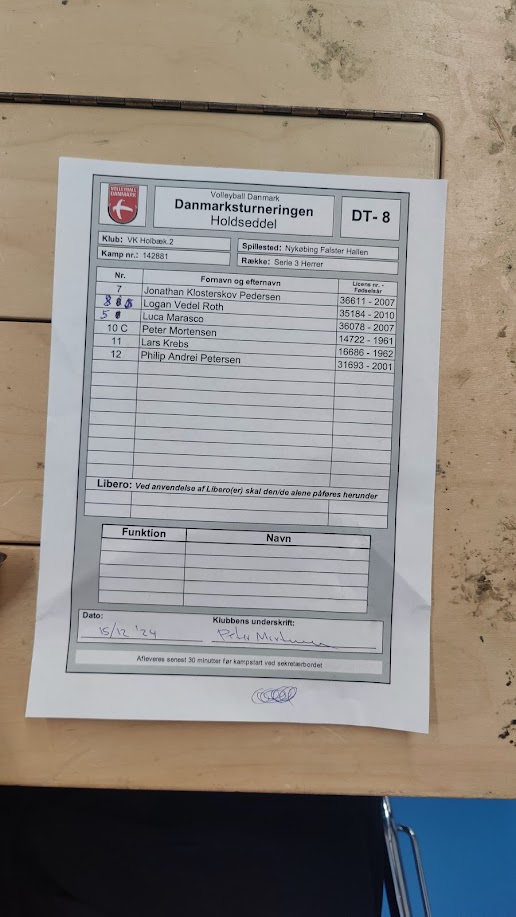 VOLLEYBALL
DANMARK
Volleyball Danmark
Danmarksturneringen
Holdseddel
DT- 8
Klub: VK Holbæk 2
Spillested: Nykøbing Falster Hallen
Kamp nr.: 142881
Række: Serie 3 Herrer
Nr. Fornavn og efternavn Licens nr. - Fødselsår
7 Jonathan Klosterskov Pedersen 36611 - 2007
8 Logan Vedel Roth 35184 - 2010
5 Luca Marasco 36078 - 2007
10 C Peter Mortensen 14722 - 1961
11 Lars Krebs 16686 - 1962
12 Philip Andrei Petersen 31693 - 2001
Libero: Ved anvendelse af Libero(er) skal den/de alene påføres herunder
Funktion Navn
Dato: Klubbens underskrift:
15/12 '24 Peter Mortensen
Afleveres senest 30 minutter før kampstart ved sekretærbordet